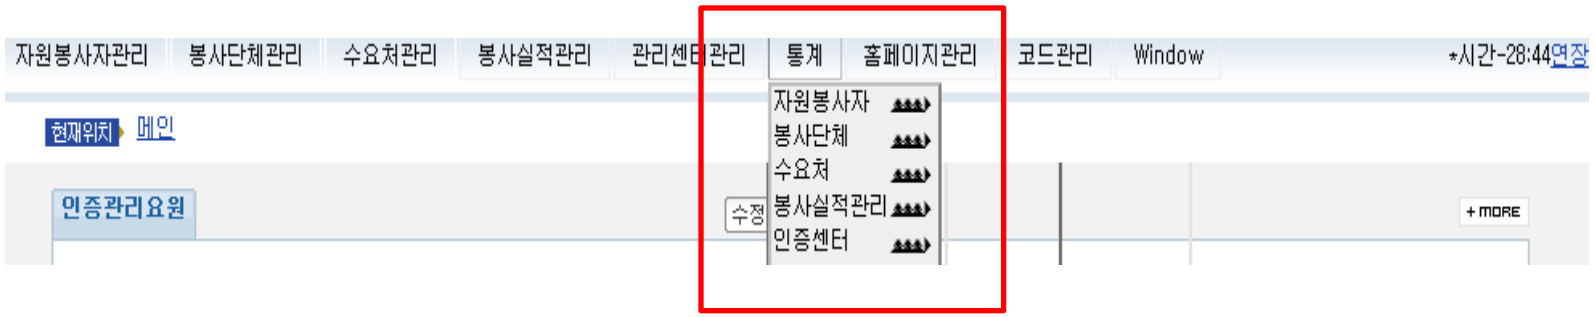 자원봉사자관리 봉사단체관리 수요처관리 봉사실적관리 관리센터관리 통계 홈페이지관리 코드관리 Window *시간-28:44연장
자원봉사자
현재위치 메인
봉사단체
수요처
인증관리요원 수정 봉사실적관리 + MORE
인증센터